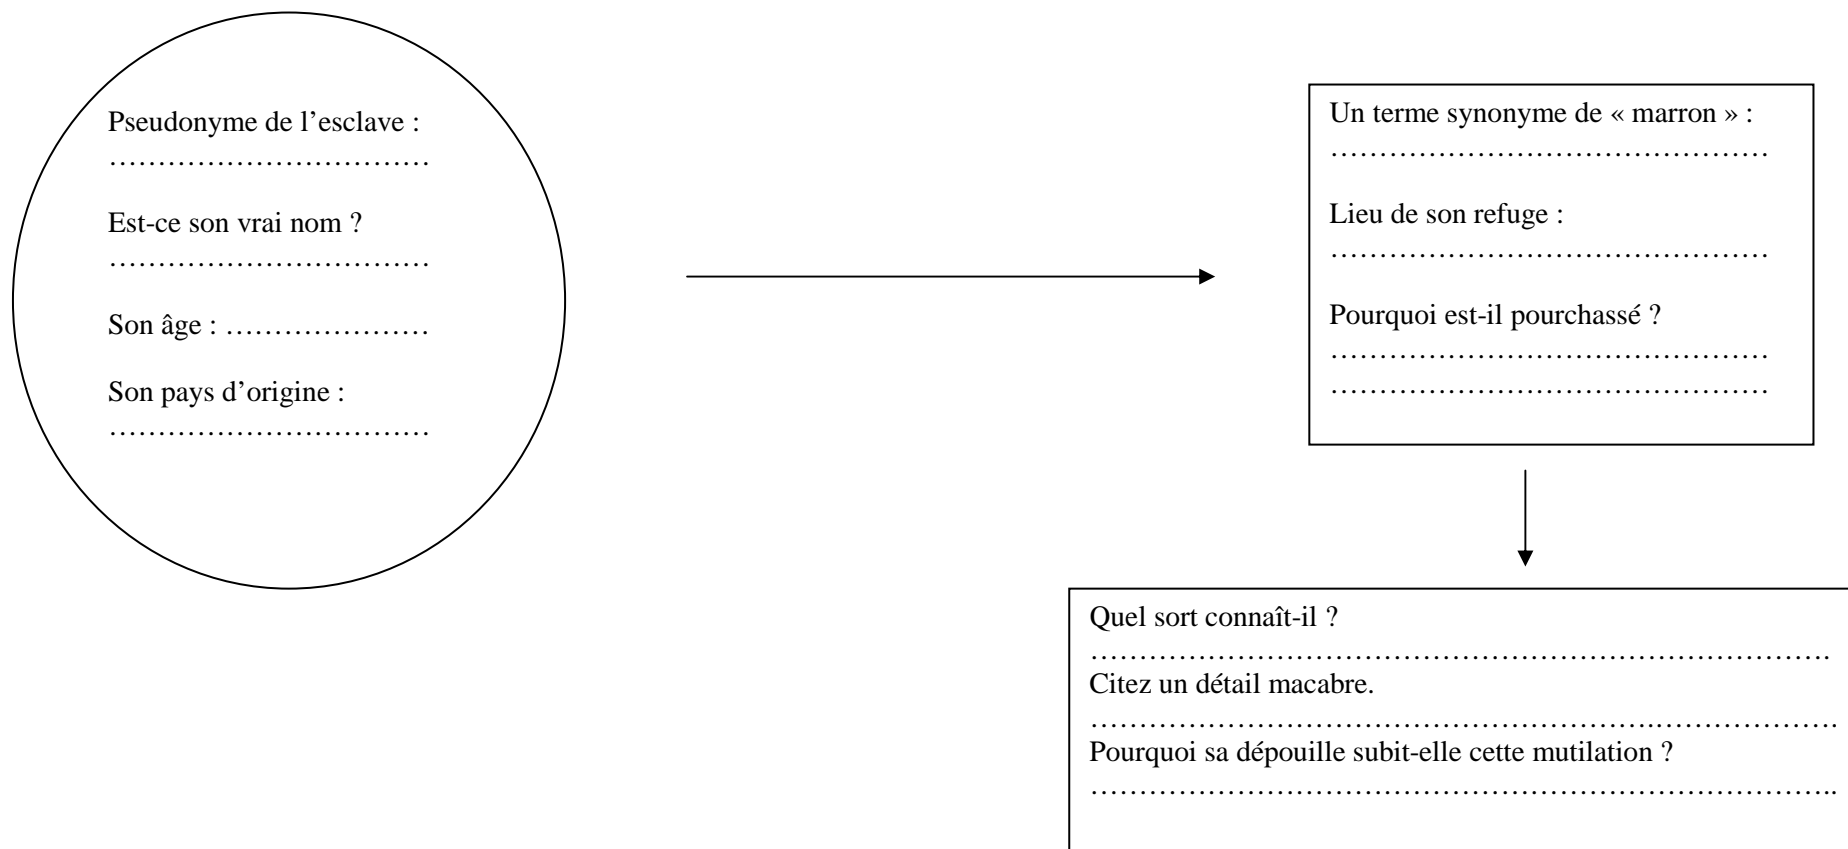 Pseudonyme de l’esclave :
……………………………
Est-ce son vrai nom ?
……………………………
Son âge : …………………
Son pays d’origine :
……………………………
Un terme synonyme de « marron » :
………………………………………
Lieu de son refuge :
………………………………………
Pourquoi est-il pourchassé ?
………………………………………
………………………………………
Quel sort connaît-il ?
………………………………………………………………….
Citez un détail macabre.
………………………………………………….……………….
Pourquoi sa dépouille subit-elle cette mutilation ?
…………………………………………………………………..